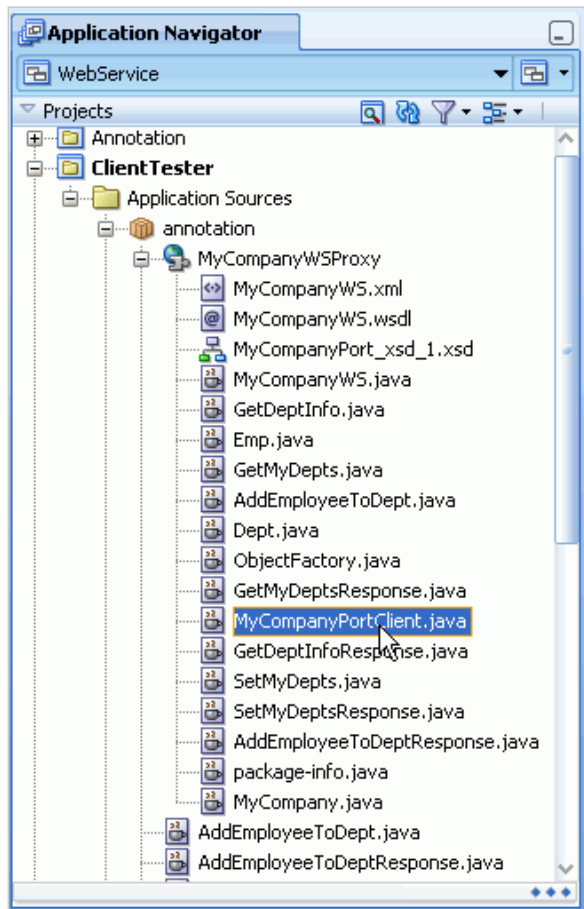 Application Navigator
WebService
Projects
Annotation
ClientTester
Application Sources
annotation
MyCompanyWSProxy
MyCompanyWS.xml
MyCompanyWS.wsdl
MyCompanyPort_xsd_1.xsd
MyCompanyWS.java
GetDeptInfo.java
Emp.java
GetMyDepts.java
AddEmployeeToDept.java
Dept.java
ObjectFactory.java
GetMyDeptsResponse.java
MyCompanyPortClient.java
GetDeptInfoResponse.java
SetMyDepts.java
SetMyDeptsResponse.java
AddEmployeeToDeptResponse.java
package-info.java
MyCompany.java
AddEmployeeToDept.java
AddEmployeeToDeptResponse.java